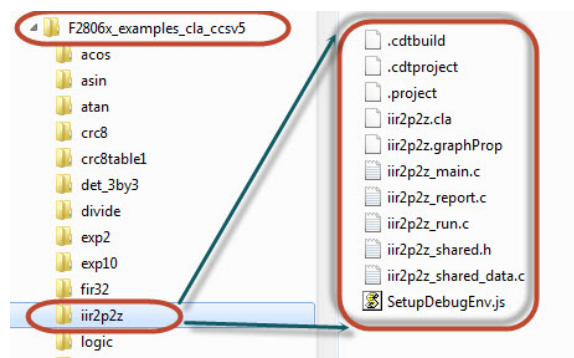 F2806x_examples_cla_ccsv5
acos
asin
atan
crc8
crc8table1
det_3by3
divide
exp2
exp10
fir32
iir2p2z
logic
.cdtbuild
.cdtproject
.project
iir2p2z.cla
iir2p2z.graphProp
iir2p2z_main.c
iir2p2z_report.c
iir2p2z_run.c
iir2p2z_shared.h
iir2p2z_shared_data.c
SetupDebugEnv.js